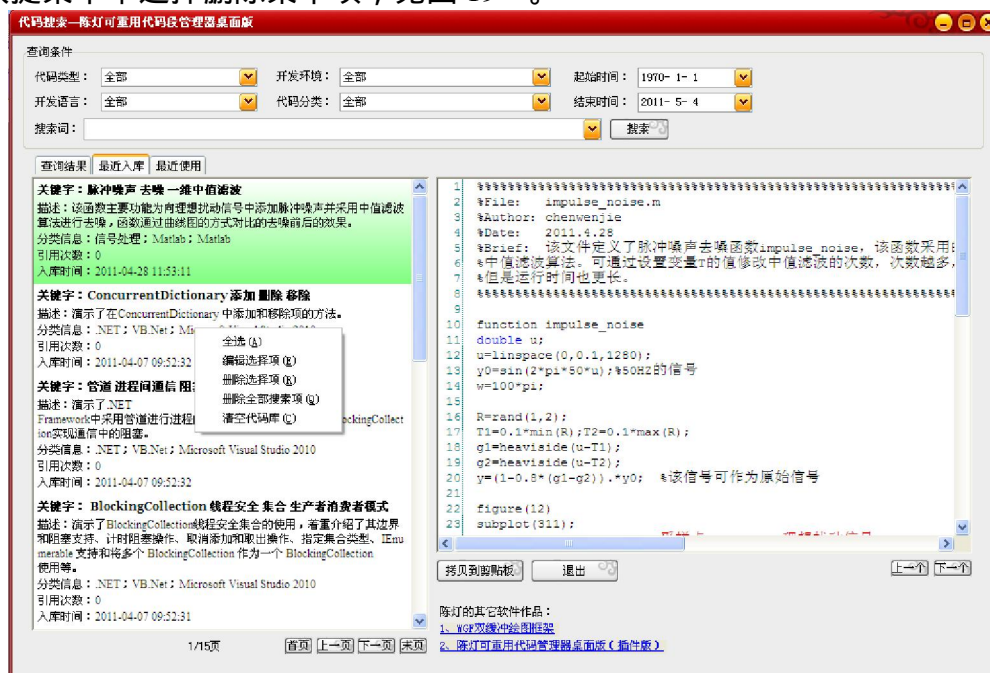 代码搜索—陈灯可重用代码段管理器桌面版
查询条件
代码类型： 全部 开发环境： 全部 起始时间： 1970- 1- 1
开发语言： 全部 代码分类： 全部 结束时间： 2011- 5- 4
搜索词： 搜索
查询结果 最近入库 最近使用
关键字：脉冲噪声 去噪 一维中值滤波
描述：该函数主要功能为向理想扰动信号中添加脉冲噪声并采用中值滤波
算法进行去噪，函数通过曲线图的方式对比的去噪前后的效果。
分类信息：信号处理；Matlab；Matlab
引用次数：0
入库时间：2011-04-28 11:53:11
关键字：ConcurrentDictionary 添加 删除 移除
描述：演示了在ConcurrentDictionary 中添加和移除项的方法。
分类信息：.NET；VB.Net；Microsoft Visual Studio 2010
引用次数：0
入库时间：2011-04-07 09:52:32
关键字：管道 进程间通信 阻
描述：演示了.NET
Framework中采用管道进行进程
ockingCollect
ion实现通信中的阻塞。
分类信息：.NET；VB.Net；Microsoft Visual Studio 2010
引用次数：0
入库时间：2011-04-07 09:52:32
关键字： BlockingCollection 线程安全 集合 生产者消费者模式
描述：演示了BlockingCollection线程安全集合的使用，着重介绍了其边界
和阻塞支持、计时阻塞操作、取消添加和取出操作、指定集合类型、IEnu
merable 支持和将多个 BlockingCollection 作为一个 BlockingCollection
使用等。
分类信息：.NET；VB.Net；Microsoft Visual Studio 2010
引用次数：0
入库时间：2011-04-07 09:52:31
全选(A)
编辑选择项(E)
删除选择项(R)
删除全部搜索项(Q)
清空代码库(C)
1/15页 首页 上一页 下一页 末页
1 %%%%%%%%%%%%%%%%%%%%%%%%%%%%%%%%%%%%%%%%%%%%%%%%%%%%%%
2 %File: impulse_noise.m
3 %Author: chenwenjie
4 %Date: 2011.4.28
5 %Brief: 该文件定义了脉冲噪声去噪函数impulse_noise，该函数采用
6 %中值滤波算法。可通过设置变量T的值修改中值滤波的次数，次数越多，
7 %但是运行时间也更长。
8 %%%%%%%%%%%%%%%%%%%%%%%%%%%%%%%%%%%%%%%%%%%%%%%%%%%%%%
9
10 function impulse_noise
11 double u;
12 u=linspace(0,0.1,1280);
13 y0=sin(2*pi*50*u);%50HZ的信号
14 w=100*pi;
15
16 R=rand(1,2);
17 T1=0.1*min(R);T2=0.1*max(R);
18 g1=heaviside(u-T1);
19 g2=heaviside(u-T2);
20 y=(1-0.8*(g1-g2)).*y0; %该信号可作为原始信号
21
22 figure(12)
23 subplot(311);
拷贝到剪贴板 退出 上一个 下一个
陈灯的其它软件作品：
1、WGF双缓冲绘图框架
2、陈灯可重用代码管理器桌面版(插件版)